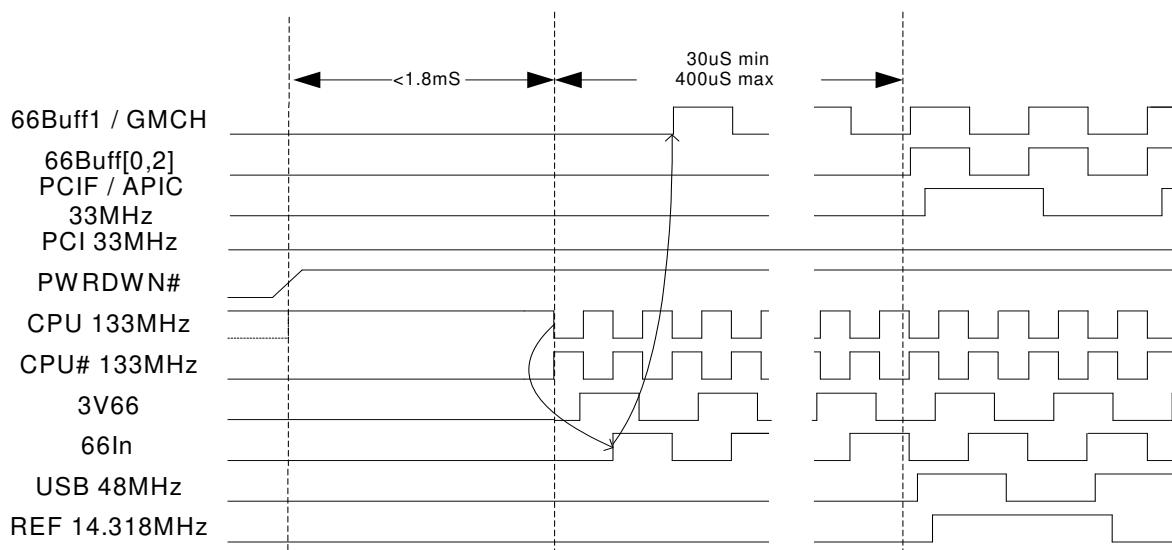 <1.8mS
30uS min
400uS max
66Buff1 / GMCH
66Buff[0,2]
PCIF / APIC
33MHz
PCI 33MHz
PWRDWN#
CPU 133MHz
CPU# 133MHz
3V66
66In
USB 48MHz
REF 14.318MHz